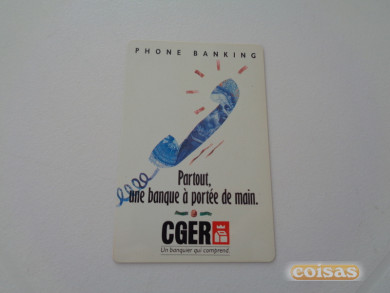 PHONE BANKING
Partout,
une banque à portée de main.
CGER
Un banquier qui comprend.
coisas